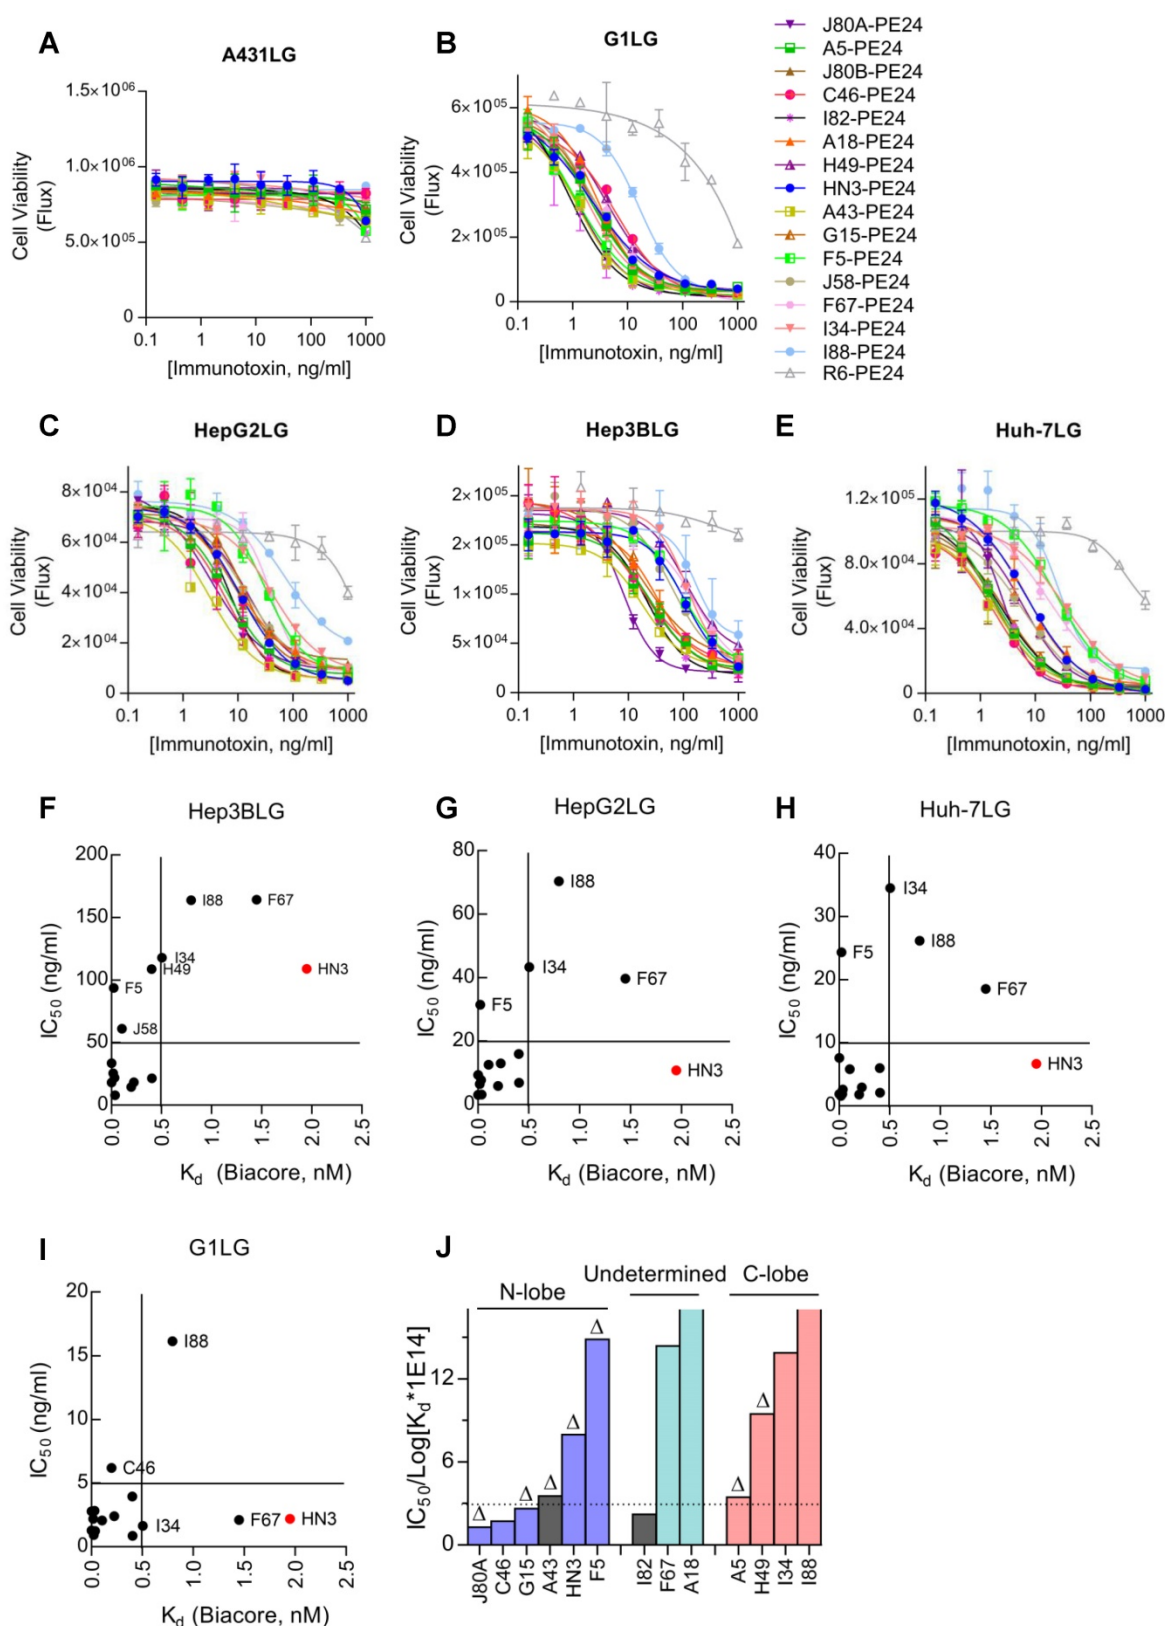 A
A431LG
1.5×10⁰⁶
1.0×10⁰⁶
5.0×10⁰⁵
0
Cell Viability
(Flux)
0.1 1 10 100 1000
[Immunotoxin, ng/ml]
B
G1LG
6×10⁰⁵
4×10⁰⁵
2×10⁰⁵
0
Cell Viability
(Flux)
0.1 1 10 100 1000
[Immunotoxin, ng/ml]
J80A-PE24
A5-PE24
J80B-PE24
C46-PE24
I82-PE24
A18-PE24
H49-PE24
HN3-PE24
A43-PE24
G15-PE24
F5-PE24
J58-PE24
F67-PE24
I34-PE24
I88-PE24
R6-PE24
C
HepG2LG
8×10⁰⁴
6×10⁰⁴
4×10⁰⁴
2×10⁰⁴
0
Cell Viability
(Flux)
0.1 1 10 100 1000
[Immunotoxin, ng/ml]
D
Hep3BLG
2×10⁰⁵
2×10⁰⁵
1×10⁰⁵
5×10⁰⁴
0
Cell Viability
(Flux)
0.1 1 10 100 1000
[Immunotoxin, ng/ml]
E
Huh-7LG
1.2×10⁰⁵
8.0×10⁰⁴
4.0×10⁰⁴
0
Cell Viability
(Flux)
0.1 1 10 100 1000
[Immunotoxin, ng/ml]
F
Hep3BLG
200
150
100
50
0
IC₅₀ (ng/ml)
I88
F67
I34
H49
HN3
F5
J58
0.0 0.5 1.0 1.5 2.0 2.5
K_d (Biacore, nM)
G
HepG2LG
80
60
40
20
0
IC₅₀ (ng/ml)
I88
I34
F67
F5
HN3
0.0 0.5 1.0 1.5 2.0 2.5
K_d (Biacore, nM)
H
Huh-7LG
40
30
20
10
0
IC₅₀ (ng/ml)
I34
F5
I88
F67
HN3
0.0 0.5 1.0 1.5 2.0 2.5
K_d (Biacore, nM)
I
G1LG
20
15
10
5
0
IC₅₀ (ng/ml)
I88
C46
I34
F67
HN3
0.0 0.5 1.0 1.5 2.0 2.5
K_d (Biacore, nM)
J
N-lobe
Undetermined
C-lobe
12
6
0
IC₅₀/Log[K_d*1E14]
Δ Δ Δ Δ Δ Δ Δ
J80A C46 G15 A43 HN3 F5 I82 F67 A18 A5 H49 I34 I88